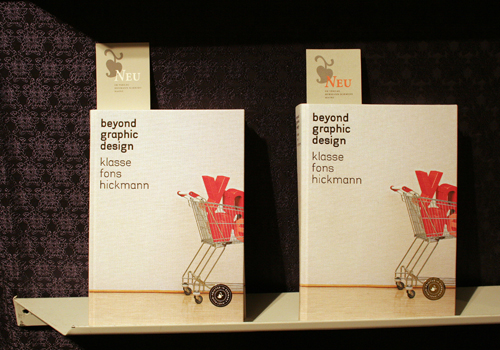 NEU
beyond
graphic
design
klasse
fons
hickmann
NEU
beyond
graphic
design
klasse
fons
hickmann